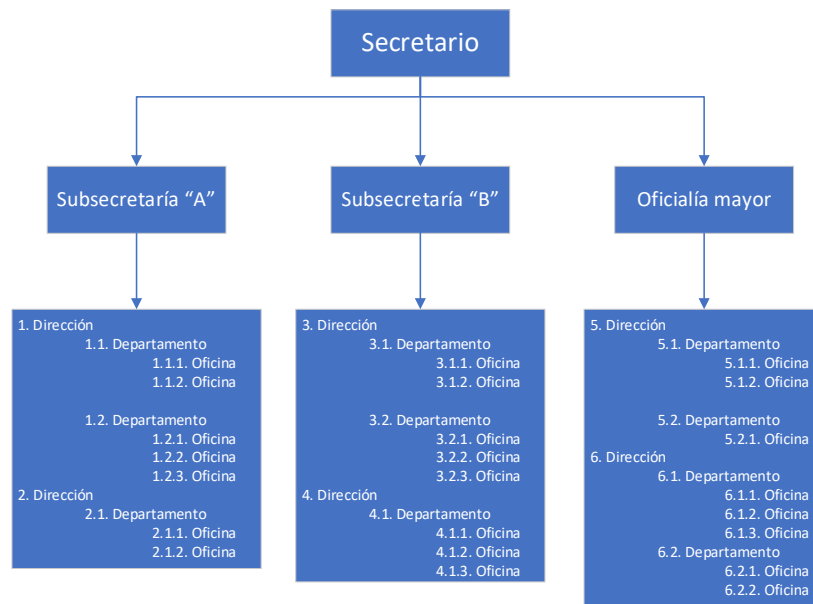 Secretario
Subsecretaría “A”
Subsecretaría “B”
Oficialía mayor
1. Dirección
1.1. Departamento
1.1.1. Oficina
1.1.2. Oficina
1.2. Departamento
1.2.1. Oficina
1.2.2. Oficina
1.2.3. Oficina
2. Dirección
2.1. Departamento
2.1.1. Oficina
2.1.2. Oficina
3. Dirección
3.1. Departamento
3.1.1. Oficina
3.1.2. Oficina
3.2. Departamento
3.2.1. Oficina
3.2.2. Oficina
3.2.3. Oficina
4. Dirección
4.1. Departamento
4.1.1. Oficina
4.1.2. Oficina
4.1.3. Oficina
5. Dirección
5.1. Departamento
5.1.1. Oficina
5.1.2. Oficina
5.2. Departamento
5.2.1. Oficina
6. Dirección
6.1. Departamento
6.1.1. Oficina
6.1.2. Oficina
6.1.3. Oficina
6.2. Departamento
6.2.1. Oficina
6.2.2. Oficina